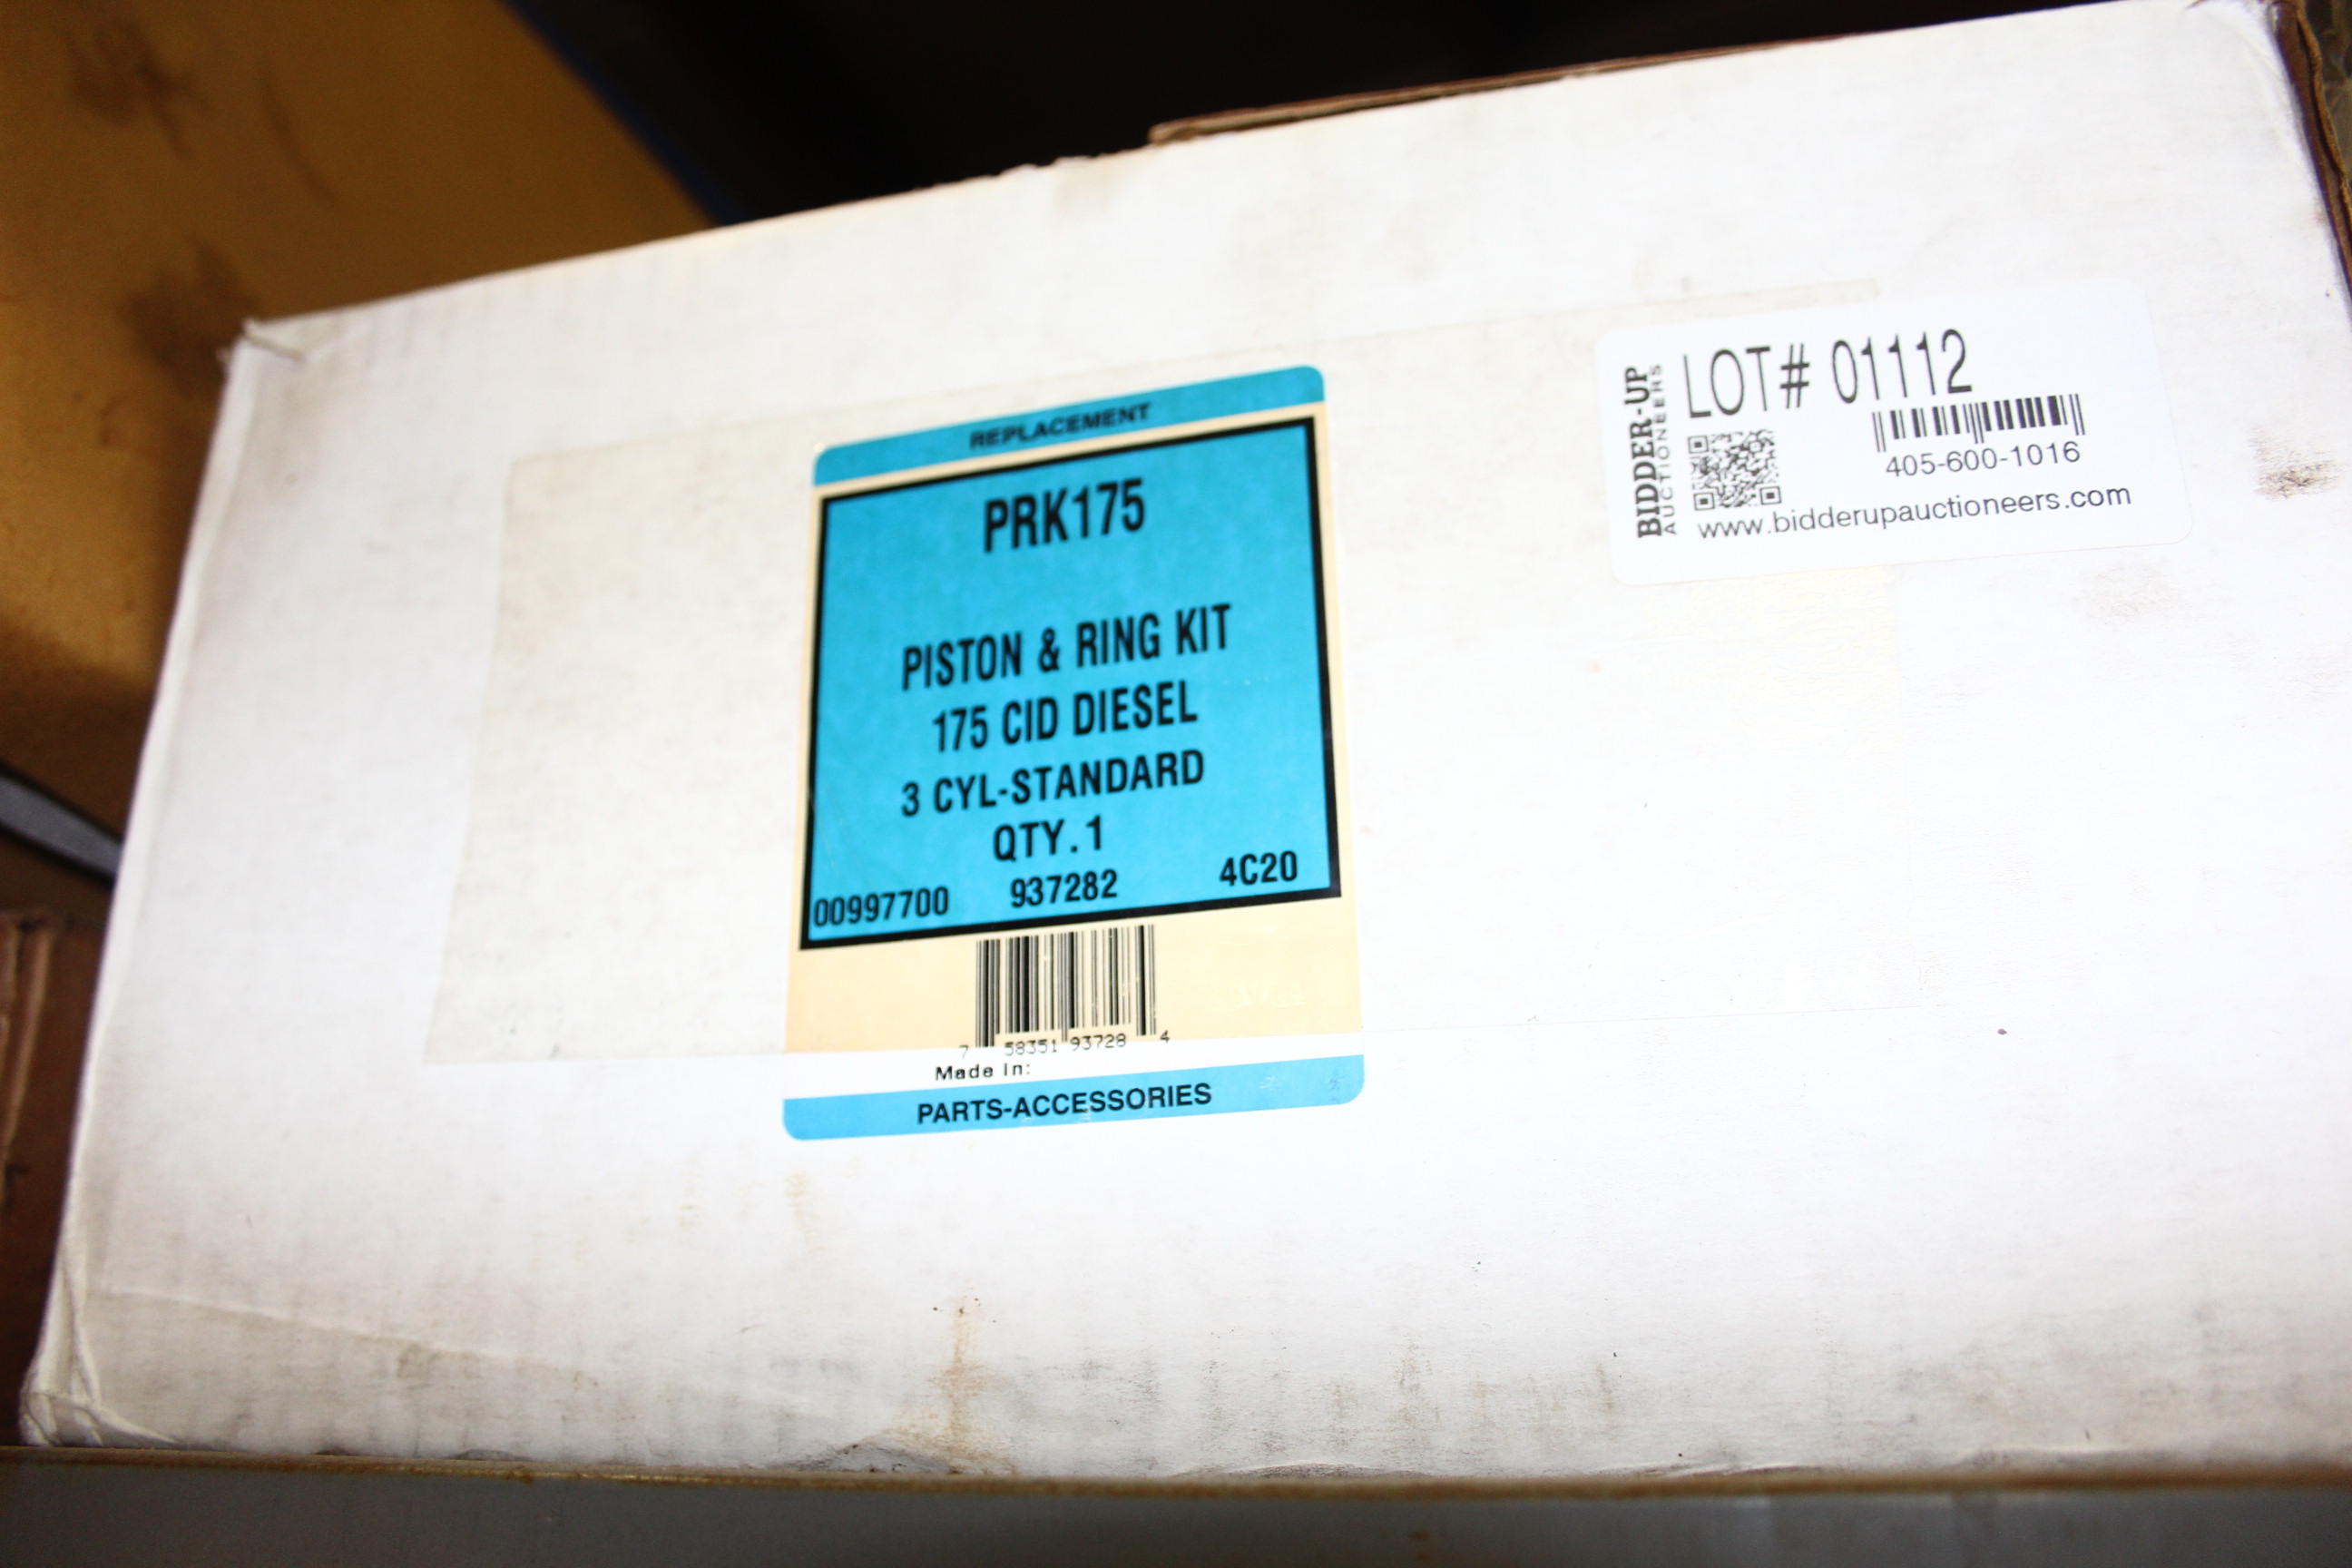 REPLACEMENT
PRK175
PISTON & RING KIT
175 CID DIESEL
3 CYL-STANDARD
QTY.1
00997700 937282 4C20
7 58351 93728 4
Made in:
PARTS-ACCESSORIES
BIDDER-UP
AUCTIONEERS
LOT# 01112
405-600-1016
www.bidderupauctioneers.com